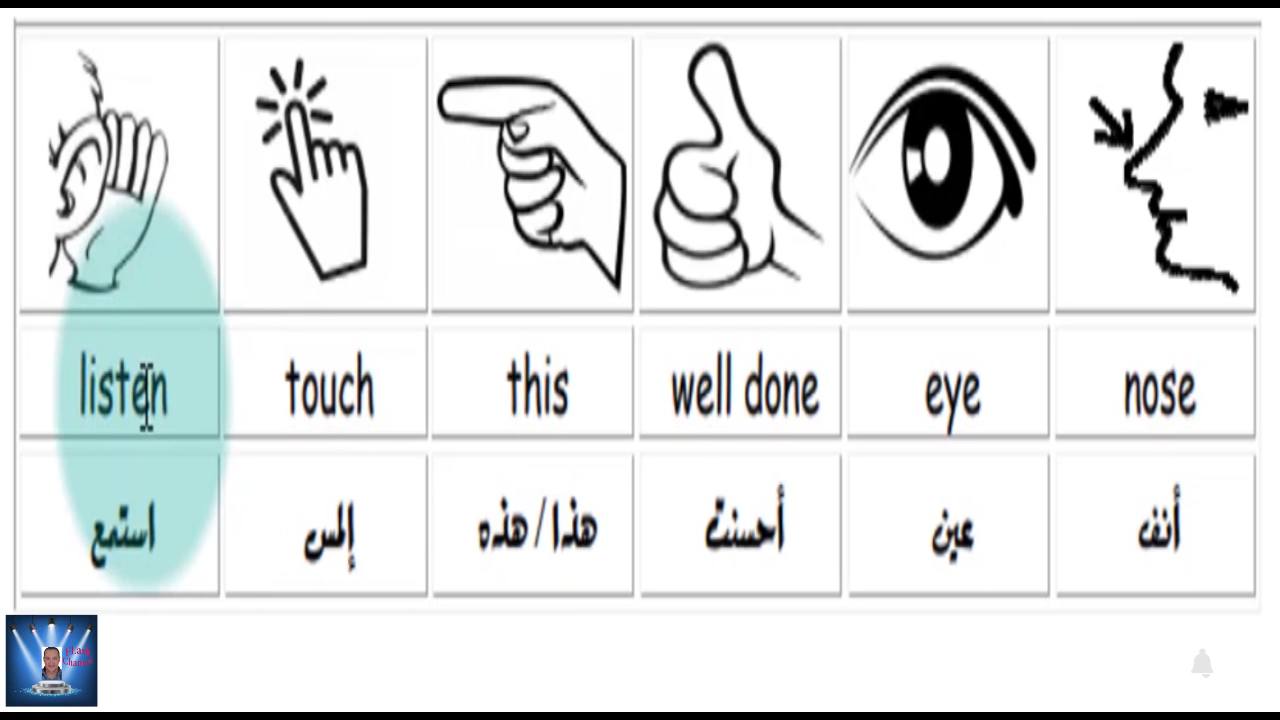 listen touch this well done eye nose
استمع إلمس هذا / هذه أحسنت عين أنف